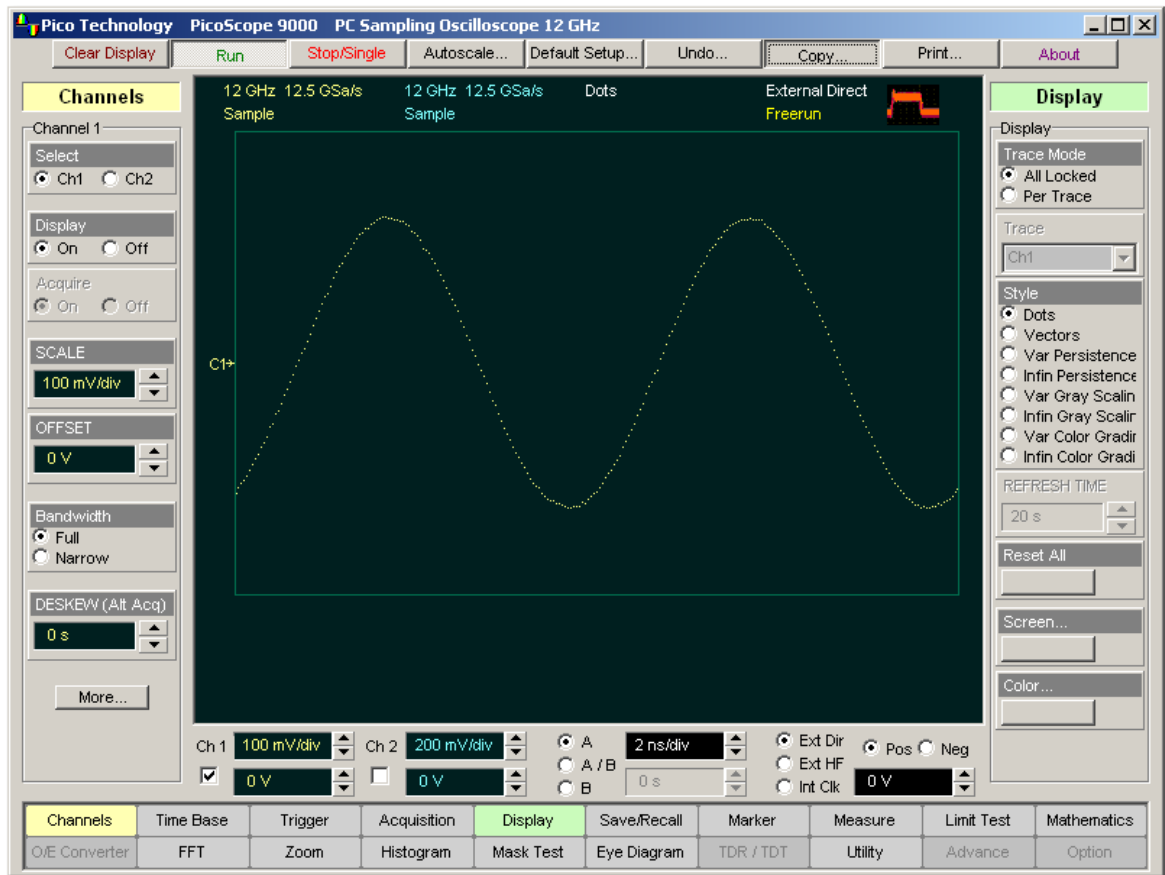 Pico Technology PicoScope 9000 PC Sampling Oscilloscope 12 GHz
Clear Display Run Stop/Single Autoscale... Default Setup... Undo... Copy... Print... About
Channels
Channel 1
Select
Ch1 Ch2
Display
On Off
Acquire
On Off
SCALE
100 mV/div
OFFSET
0 V
Bandwidth
Full
Narrow
DESKEW (Alt Acq)
0 s
More...
12 GHz 12.5 GSa/s 12 GHz 12.5 GSa/s Dots External Direct
Sample Sample Freerun
C1
Display
Display
Trace Mode
All Locked
Per Trace
Trace
Ch1
Style
Dots
Vectors
Var Persistence
Infin Persistence
Var Gray Scalin
Infin Gray Scalin
Var Color Gradin
Infin Color Gradi
REFRESH TIME
20 s
Reset All
Screen...
Color...
Ch 1 100 mV/div Ch 2 200 mV/div A 2 ns/div Ext Dir Pos Neg
A / B Ext HF
0 V 0 V B 0 s Int Clk 0 V
Channels Time Base Trigger Acquisition Display Save/Recall Marker Measure Limit Test Mathematics
O/E Converter FFT Zoom Histogram Mask Test Eye Diagram TDR / TDT Utility Advance Option